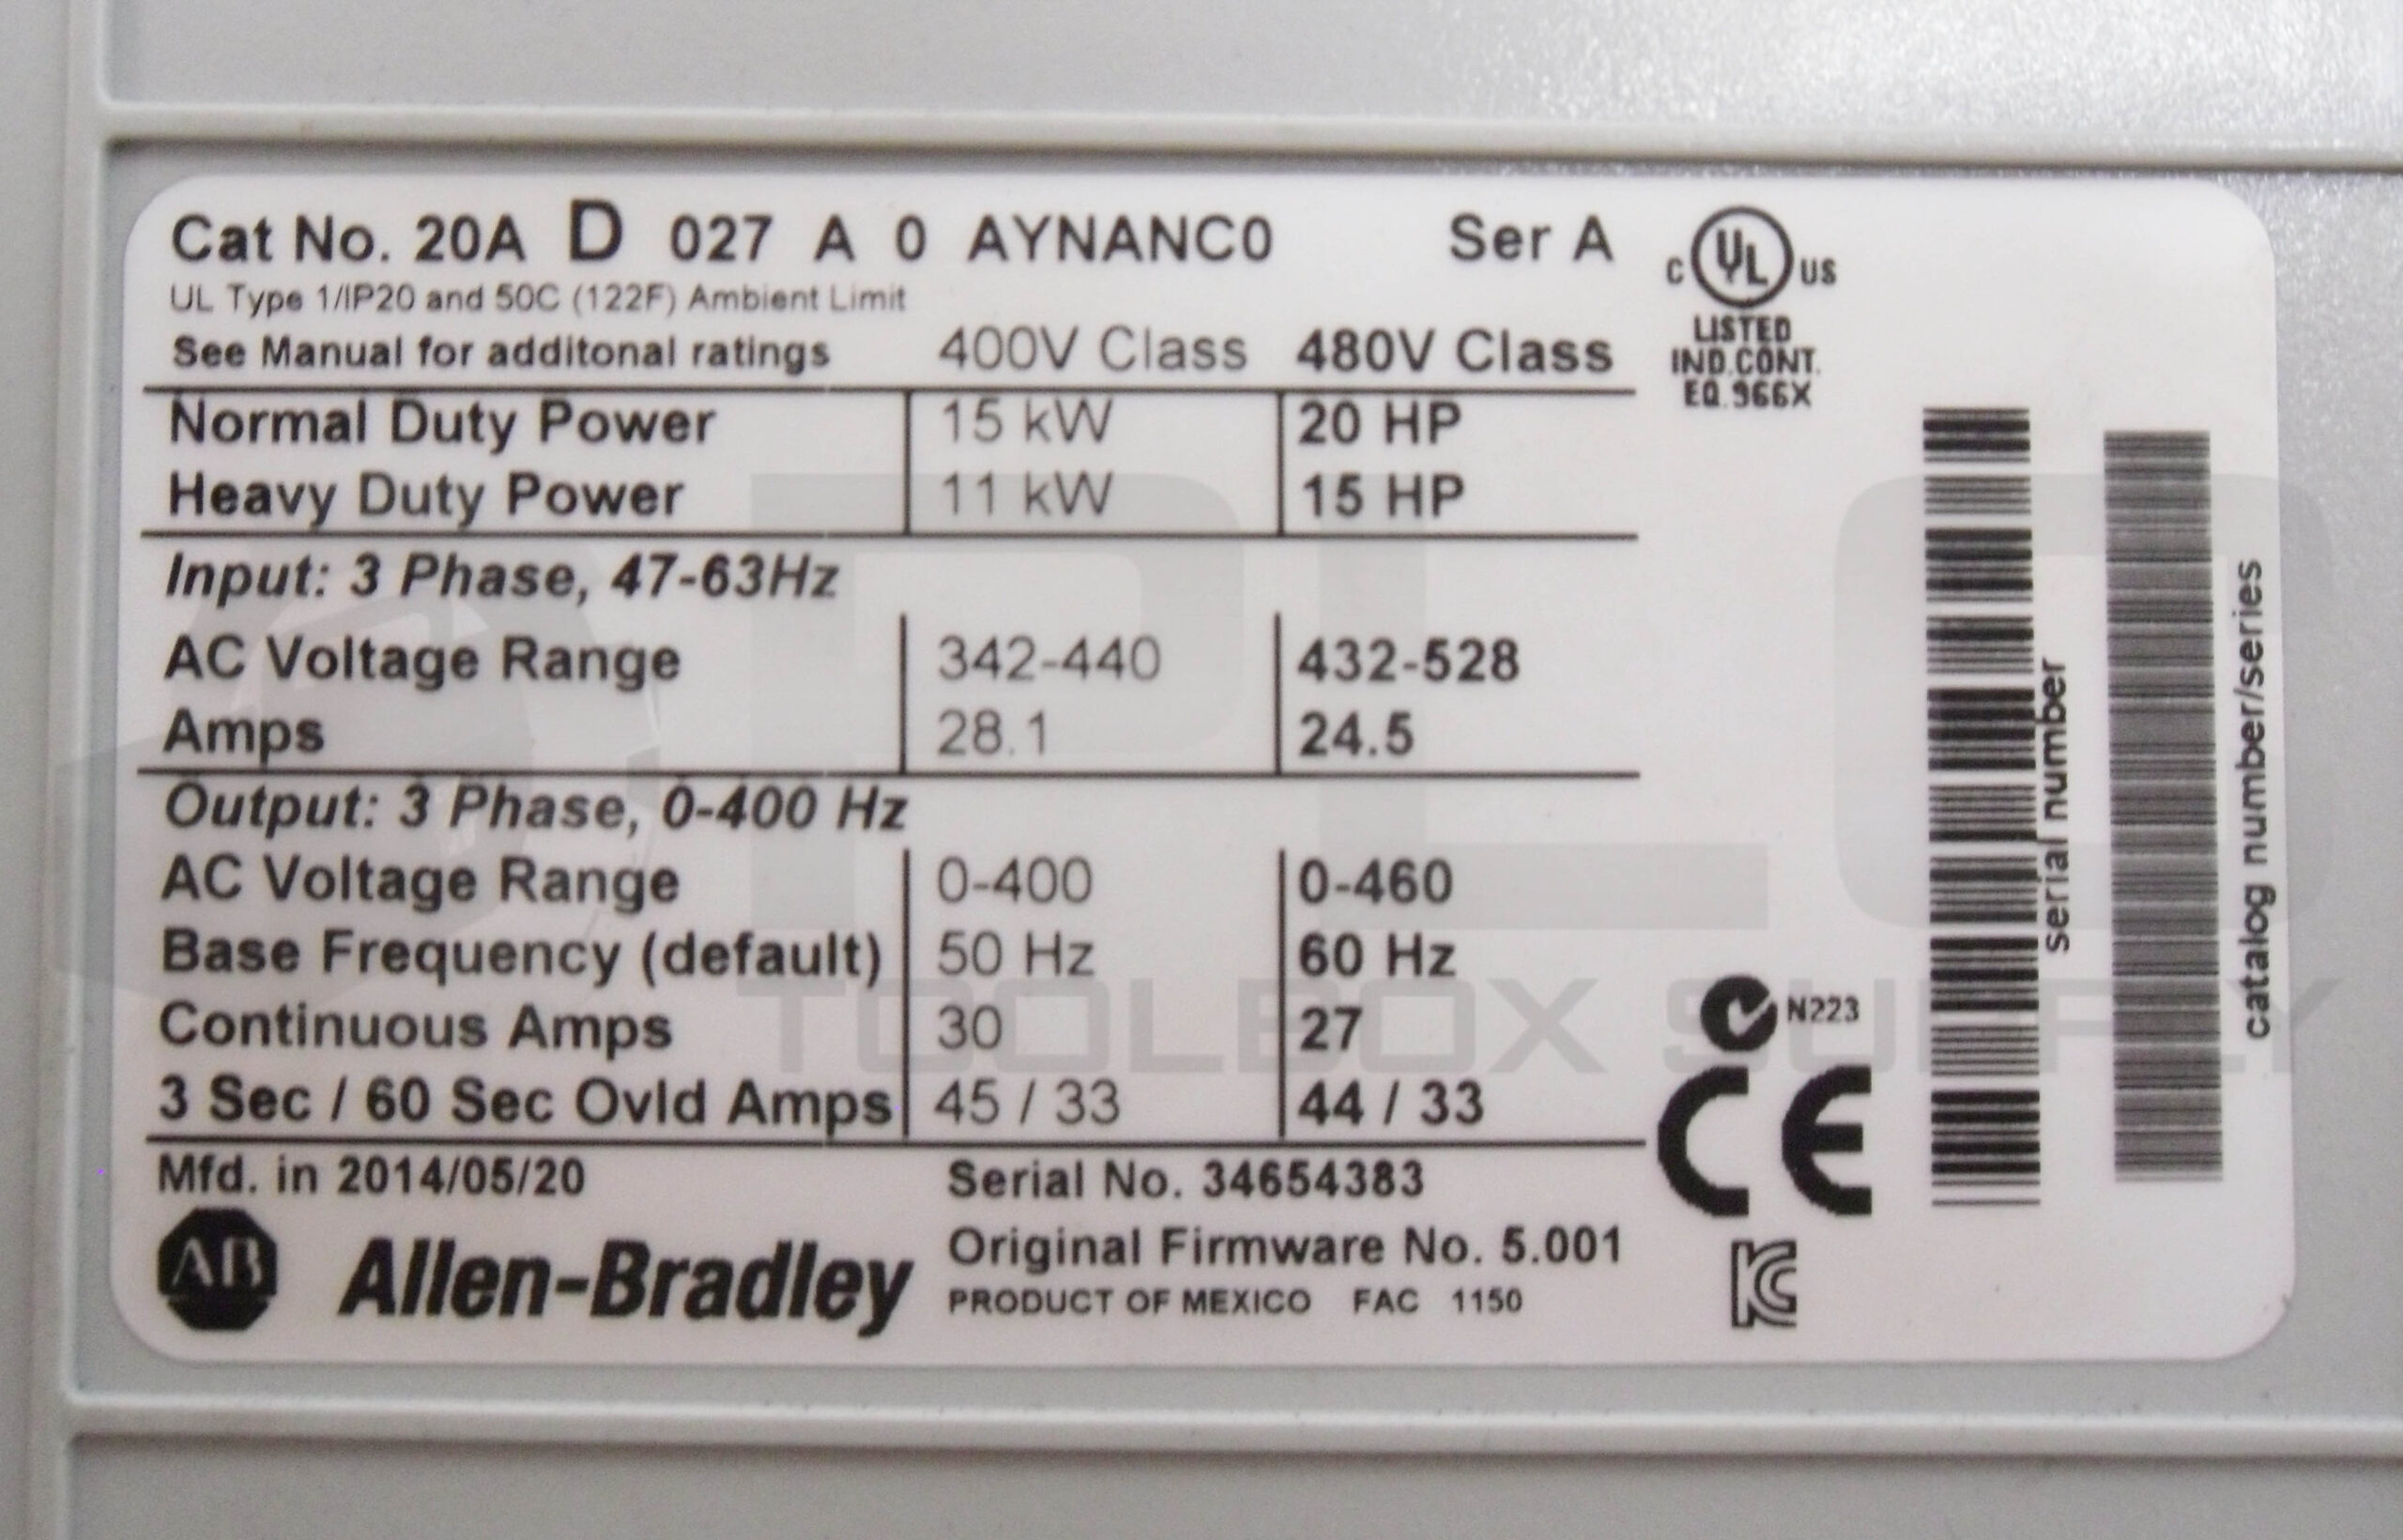 Cat No. 20A D 027 A 0 AYNANC0 Ser A
UL Type 1/IP20 and 50C (122F) Ambient Limit
See Manual for additonal ratings 400V Class 480V Class
Normal Duty Power 15 kW 20 HP
Heavy Duty Power 11 kW 15 HP
Input: 3 Phase, 47-63Hz
AC Voltage Range 342-440 432-528
Amps 28.1 24.5
Output: 3 Phase, 0-400 Hz
AC Voltage Range 0-400 0-460
Base Frequency (default) 50 Hz 60 Hz
Continuous Amps 30 27
3 Sec / 60 Sec Ovld Amps 45 / 33 44 / 33
Mfd. in 2014/05/20 Serial No. 34654383
AB Allen-Bradley Original Firmware No. 5.001
PRODUCT OF MEXICO FAC 1150
C UL US
LISTED
IND.CONT.
EQ.966X
N223
CE
KC
serial number
catalog number/series
PLC
TOOLBOX SUPPLY